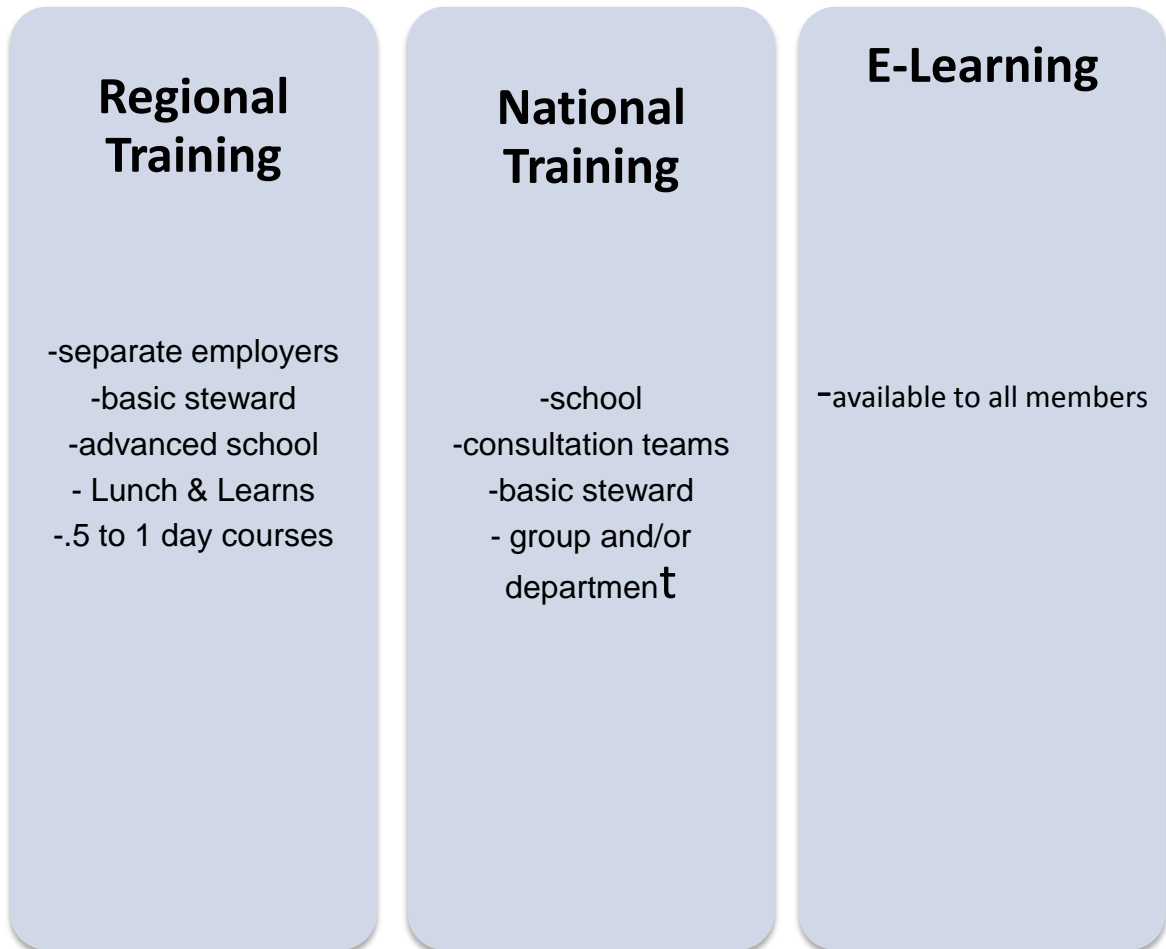 Regional
Training
-separate employers
-basic steward
-advanced school
- Lunch & Learns
-.5 to 1 day courses
National
Training
-school
-consultation teams
-basic steward
- group and/or
department
E-Learning
-available to all members